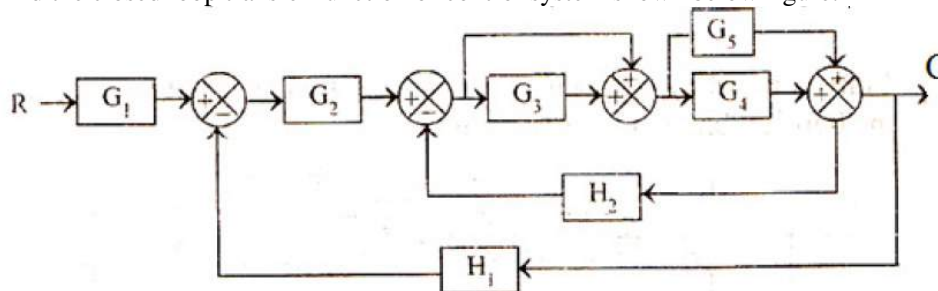 G5
C
R G1 + − G2 + − G3 + + G4 + +
H2
H1